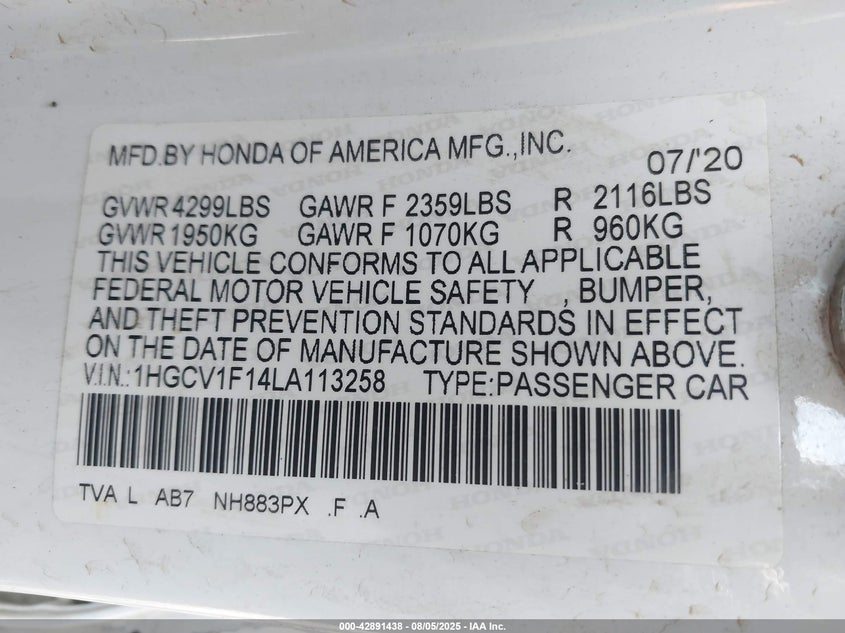 MFD.BY HONDA OF AMERICA MFG.,INC. 07/'20
GVWR 4299LBS GAWR F 2359LBS R 2116LBS
GVWR 1950KG GAWR F 1070KG R 960KG
THIS VEHICLE CONFORMS TO ALL APPLICABLE
FEDERAL MOTOR VEHICLE SAFETY , BUMPER,
AND THEFT PREVENTION STANDARDS IN EFFECT
ON THE DATE OF MANUFACTURE SHOWN ABOVE.
V.I.N.:1HGCV1F14LA113258 TYPE:PASSENGER CAR
TVA L AB7 NH883PX .F .A
000-42891438 - 08/05/2025 - IAA Inc.